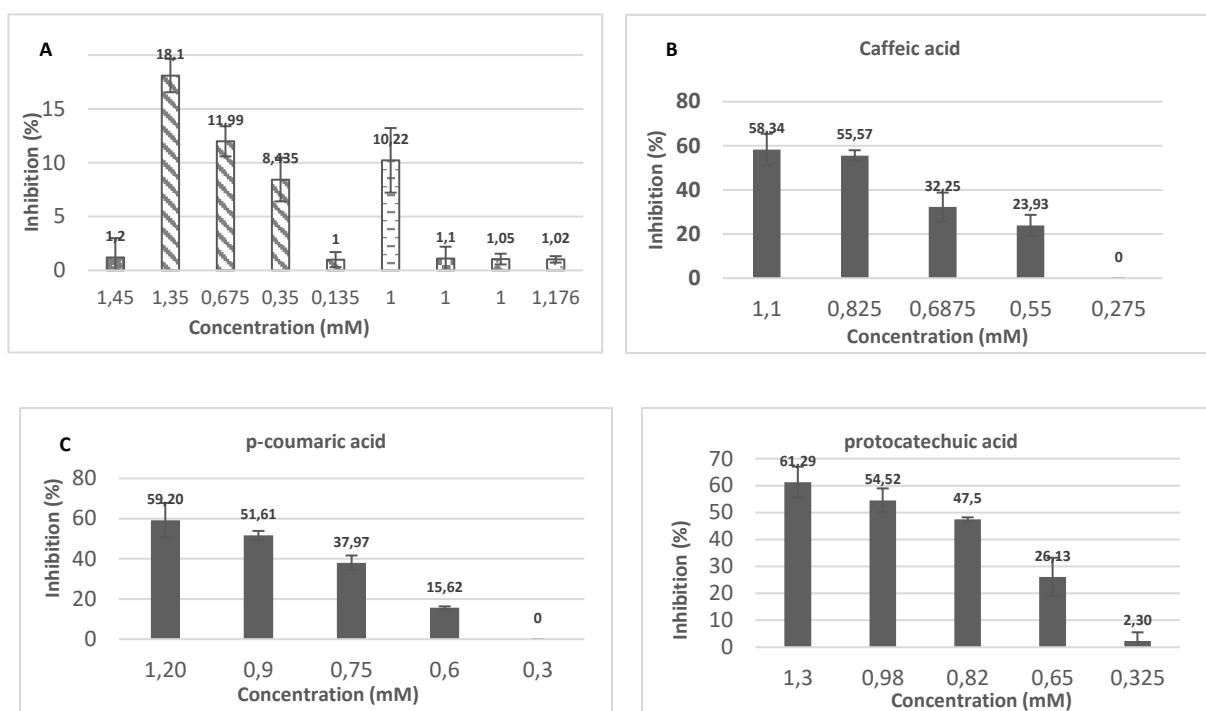 A
18,1
11,99
8,435
10,22
1,2
1
1,1
1,05
1,02
15
10
5
0
Inhibition (%)
1,45 1,35 0,675 0,35 0,135 1 1 1 1,176
Concentration (mM)
B
Caffeic acid
80
60
40
20
0
Inhibition (%)
58,34
55,57
32,25
23,93
0
1,1 0,825 0,6875 0,55 0,275
Concentration (mM)
C
p-coumaric acid
80
60
40
20
0
Inhibition (%)
59,20
51,61
37,97
15,62
0
1,20 0,9 0,75 0,6 0,3
Concentration (mM)
protocatechuic acid
70
60
50
40
30
20
10
0
Inhibition (%)
61,29
54,52
47,5
26,13
2,30
1,3 0,98 0,82 0,65 0,325
Concentration (mM)